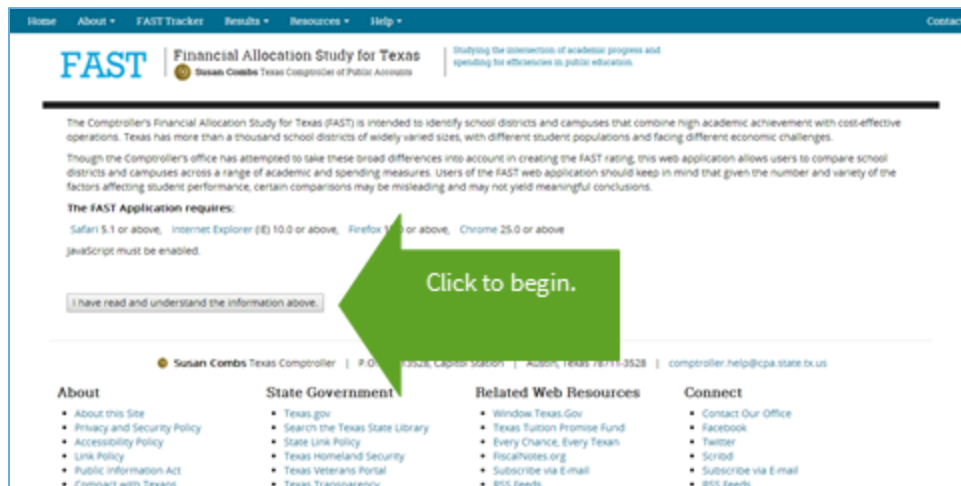 Home About FAST Tracker Results Resources Help Contac
FAST
Financial Allocation Study for Texas
Susan Combs Texas Comptroller of Public Accounts
Studying the intersection of academic progress and
spending for efficiencies in public education.
The Comptroller's Financial Allocation Study for Texas (FAST) is intended to identify school districts and campuses that combine high academic achievement with cost-effective
operations. Texas has more than a thousand school districts of widely varied sizes, with different student populations and facing different economic challenges.
Though the Comptroller's office has attempted to take these broad differences into account in creating the FAST rating, this web application allows users to compare school
districts and campuses across a range of academic and spending measures. Users of the FAST web application should keep in mind that given the number and variety of the
factors affecting student performance, certain comparisons may be misleading and may not yield meaningful conclusions.
The FAST Application requires:
Safari 5.1 or above, Internet Explorer (IE) 10.0 or above, Firefox or above, Chrome 25.0 or above
JavaScript must be enabled.
Click to begin.
I have read and understand the information above.
Susan Combs Texas Comptroller | P.O. 13528, Capitol Station | Austin, Texas 78711-3528 | comptroller.help@cpa.state.tx.us
About
About this Site
Privacy and Security Policy
Accessibility Policy
Link Policy
Public Information Act
Compact with Texans
State Government
Texas.gov
Search the Texas State Library
State Link Policy
Texas Homeland Security
Texas Veterans Portal
Texas Transparency
Related Web Resources
Window.Texas.Gov
Texas Tuition Promise Fund
Every Chance, Every Texan
FiscalNotes.org
Subscribe via E-mail
RSS Feeds
Connect
Contact Our Office
Facebook
Twitter
Scribd
Subscribe via E-mail
RSS Feeds